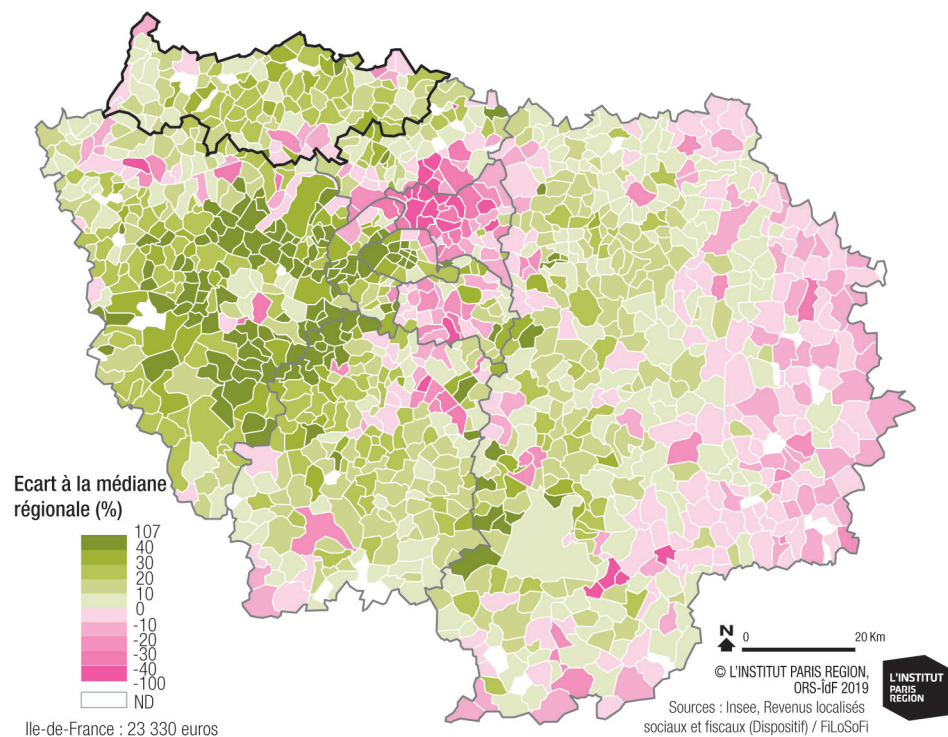 Ecart à la médiane
régionale (%)
107
40
30
20
10
0
-10
-20
-30
-40
-100
ND
Ile-de-France : 23 330 euros
N
0
20 Km
© L'INSTITUT PARIS REGION,
ORS-ÎdF 2019
Sources : Insee, Revenus localisés
sociaux et fiscaux (Dispositif) / FiLoSoFi
L'INSTITUT
PARIS
REGION